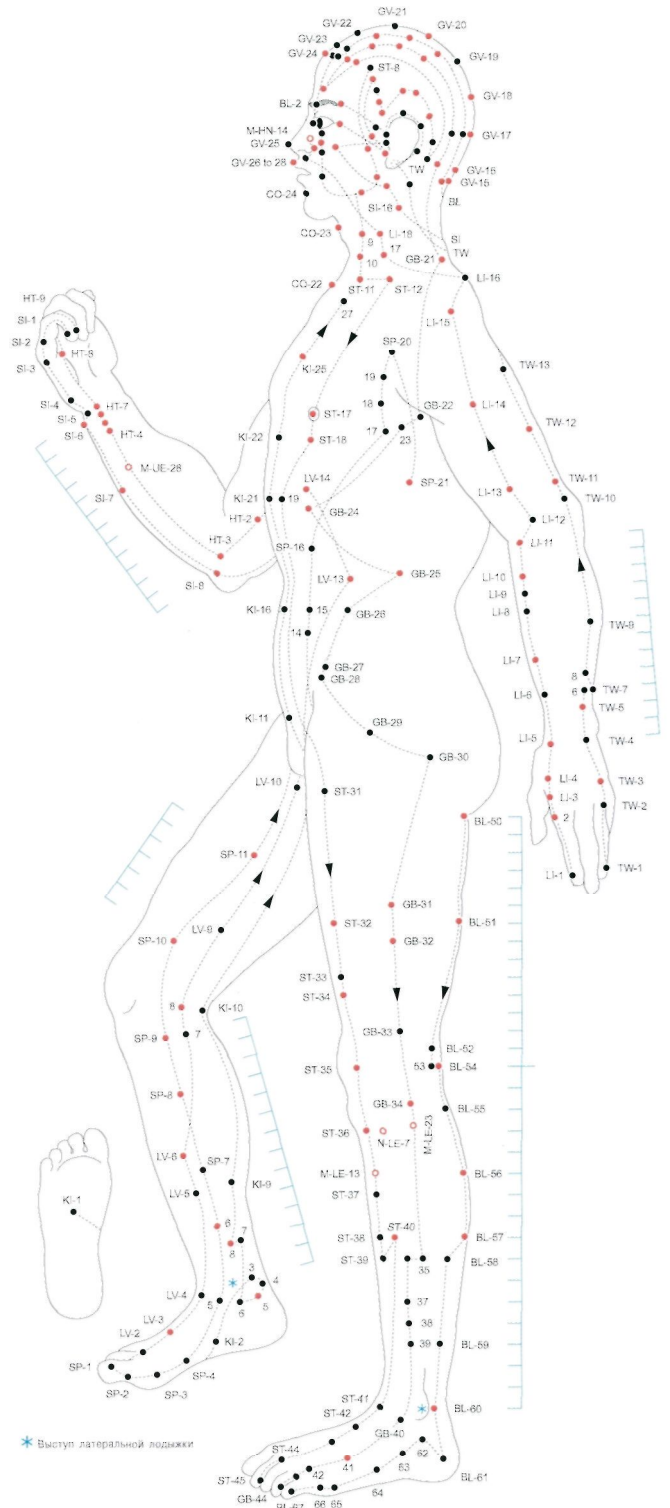 GV-21
GV-22
GV-20
GV-23
GV-19
GV-24
ST-8
GV-18
BL-2
M-HN-14
GV-17
GV-25
GV-26 to 28
TW
GV-16
GV-15
CO-24
BL
SI-18
CO-23
LI-18
SI
9
17
TW
10
GB-21
CO-22
ST-11
ST-12
LI-16
HT-9
27
SI-1
LI-15
SI-2
HT-8
SP-20
SI-3
KI-25
TW-13
19
SI-4
HT-7
18
GB-22
LI-14
SI-5
ST-17
SI-6
HT-4
17
23
TW-12
KI-22
ST-18
M-UE-26
LV-14
SP-21
TW-11
SI-7
LI-13
KI-21
19
TW-10
HT-2
GB-24
LI-12
HT-3
SP-16
LI-11
SI-8
LV-13
GB-25
LI-10
LI-9
KI-16
15
GB-26
LI-8
14
TW-9
GB-27
LI-7
8
GB-28
LI-6
6
TW-7
TW-5
KI-11
GB-29
LI-5
TW-4
GB-30
LV-10
ST-31
LI-4
TW-3
LI-3
TW-2
2
BL-50
SP-11
LI-1
TW-1
GB-31
LV-9
ST-32
BL-51
SP-10
GB-32
ST-33
ST-34
8
KI-10
7
GB-33
SP-9
BL-52
53
BL-54
ST-35
SP-8
GB-34
BL-55
ST-36
N-LE-7
M-LE-23
LV-6
SP-7
M-LE-13
BL-56
LV-5
KI-9
ST-37
KI-1
6
ST-40
7
ST-38
BL-57
8
ST-39
35
BL-58
3
4
LV-4
5
6
5
37
LV-3
38
LV-2
KI-2
39
BL-59
SP-1
SP-4
SP-2
SP-3
ST-41
BL-60
ST-42
GB-40
Выступ латеральной лодыжки
ST-44
41
62
63
ST-45
42
BL-61
GB-44
64
BL-67
66
65